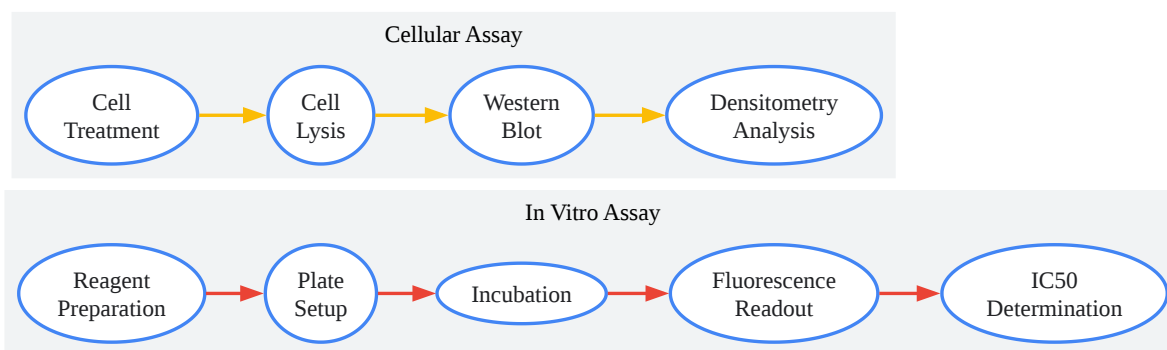 Cellular Assay
Cell
Treatment
Cell
Lysis
Western
Blot
Densitometry
Analysis
In Vitro Assay
Reagent
Preparation
Plate
Setup
Incubation
Fluorescence
Readout
IC50
Determination